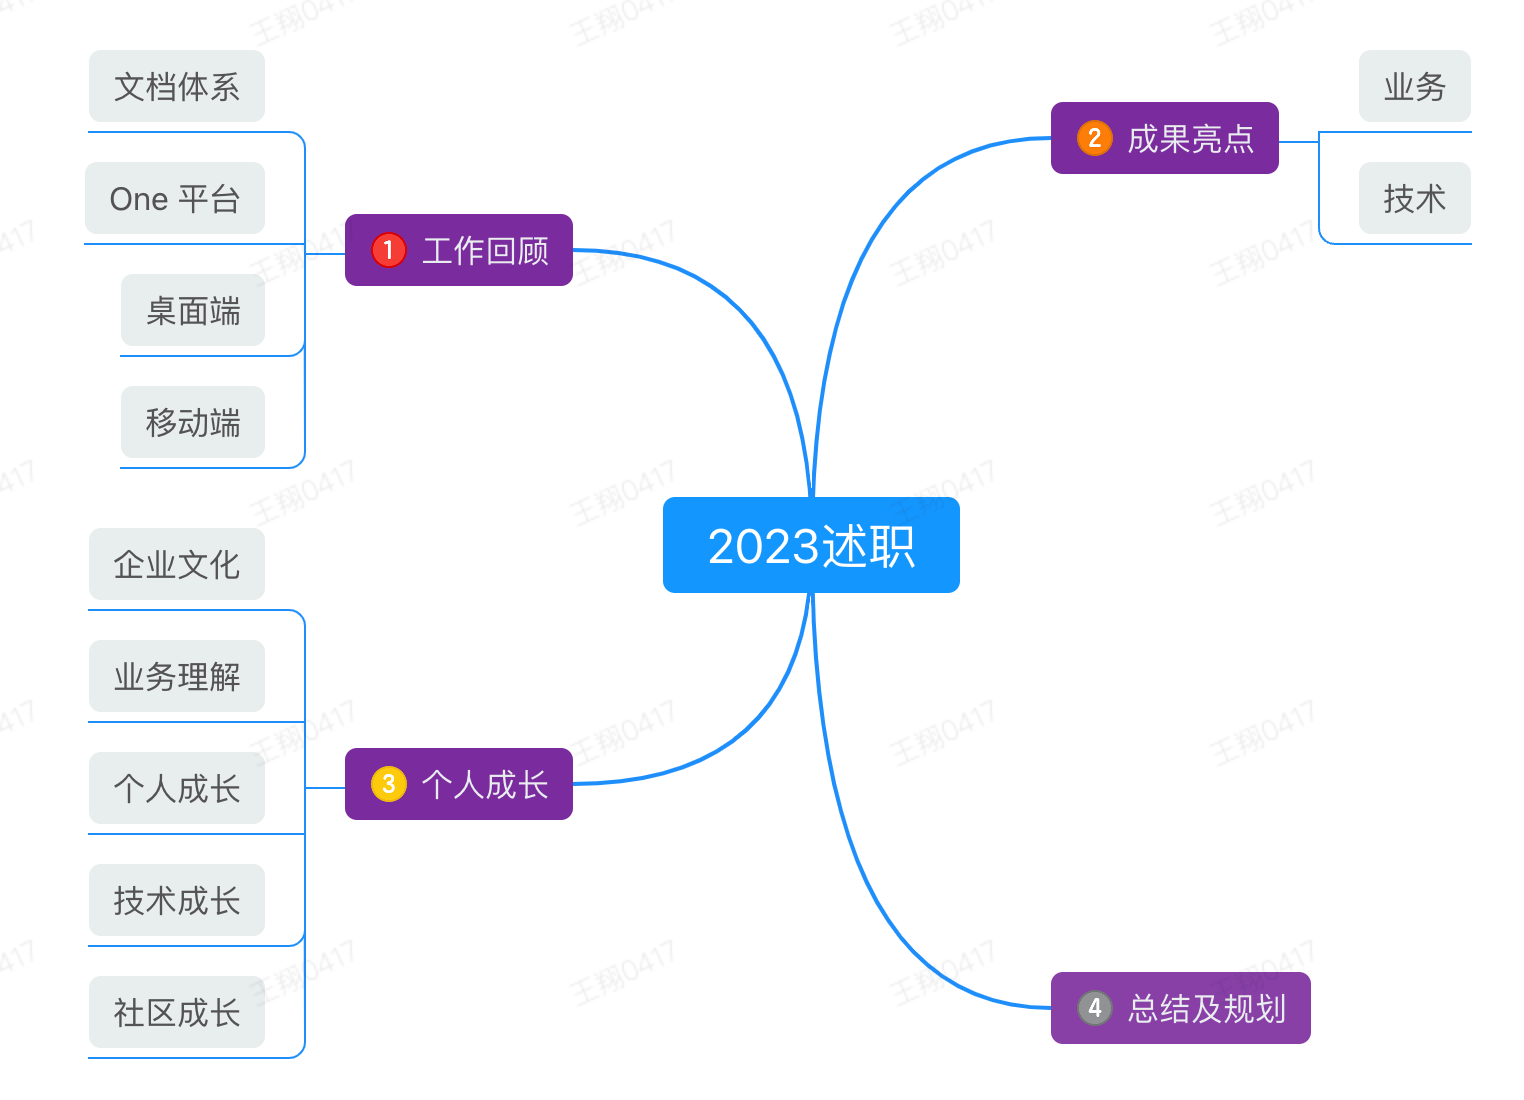 2023述职
1 工作回顾
文档体系
One 平台
桌面端
移动端
2 成果亮点
业务
技术
3 个人成长
企业文化
业务理解
个人成长
技术成长
社区成长
4 总结及规划
王翔0417